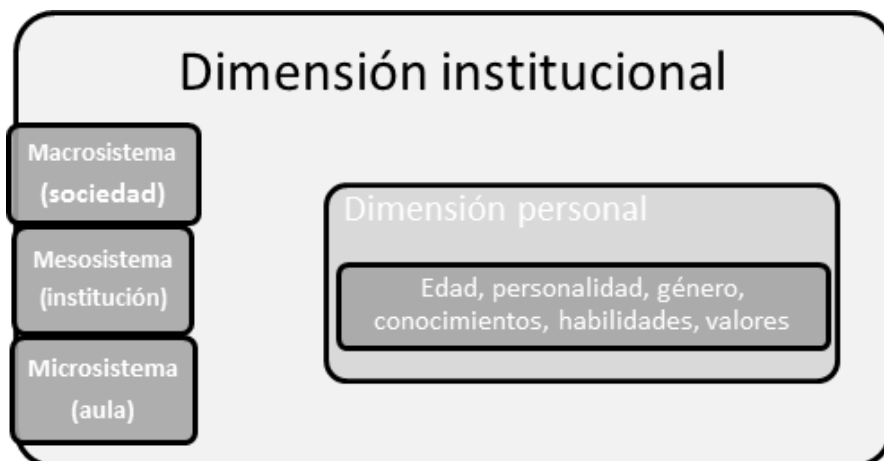 Dimensión institucional
Macrosistema
(sociedad)
Mesosistema
(institución)
Microsistema
(aula)
Dimensión personal
Edad, personalidad, género,
conocimientos, habilidades, valores